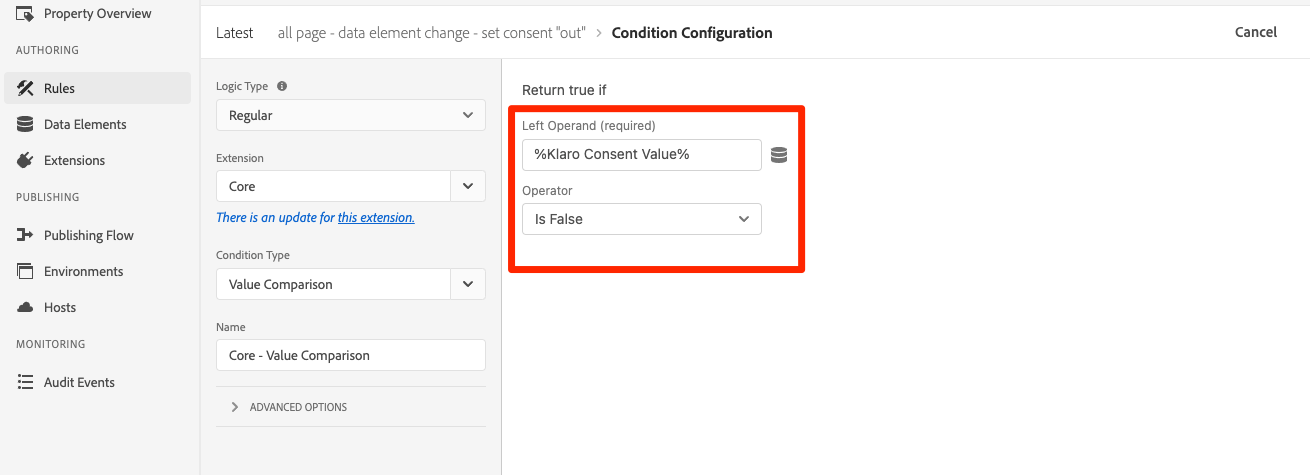 Property Overview
AUTHORING
Rules
Data Elements
Extensions
PUBLISHING
Publishing Flow
Environments
Hosts
MONITORING
Audit Events
Latest all page - data element change - set consent "out" > Condition Configuration
Cancel
Logic Type
Regular
Extension
Core
There is an update for this extension.
Condition Type
Value Comparison
Name
Core - Value Comparison
ADVANCED OPTIONS
Return true if
Left Operand (required)
%Klaro Consent Value%
Operator
Is False